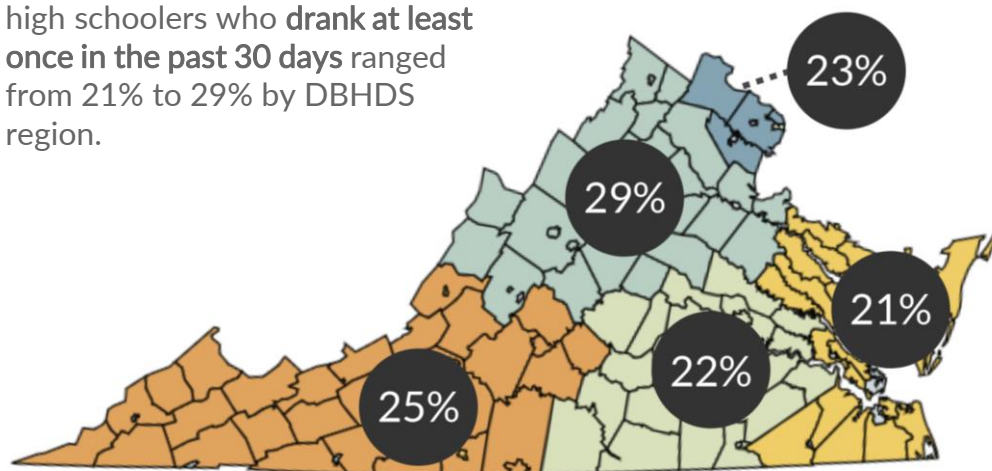 high schoolers who drank at least
once in the past 30 days ranged
from 21% to 29% by DBHDS
region.
23%
29%
21%
22%
25%